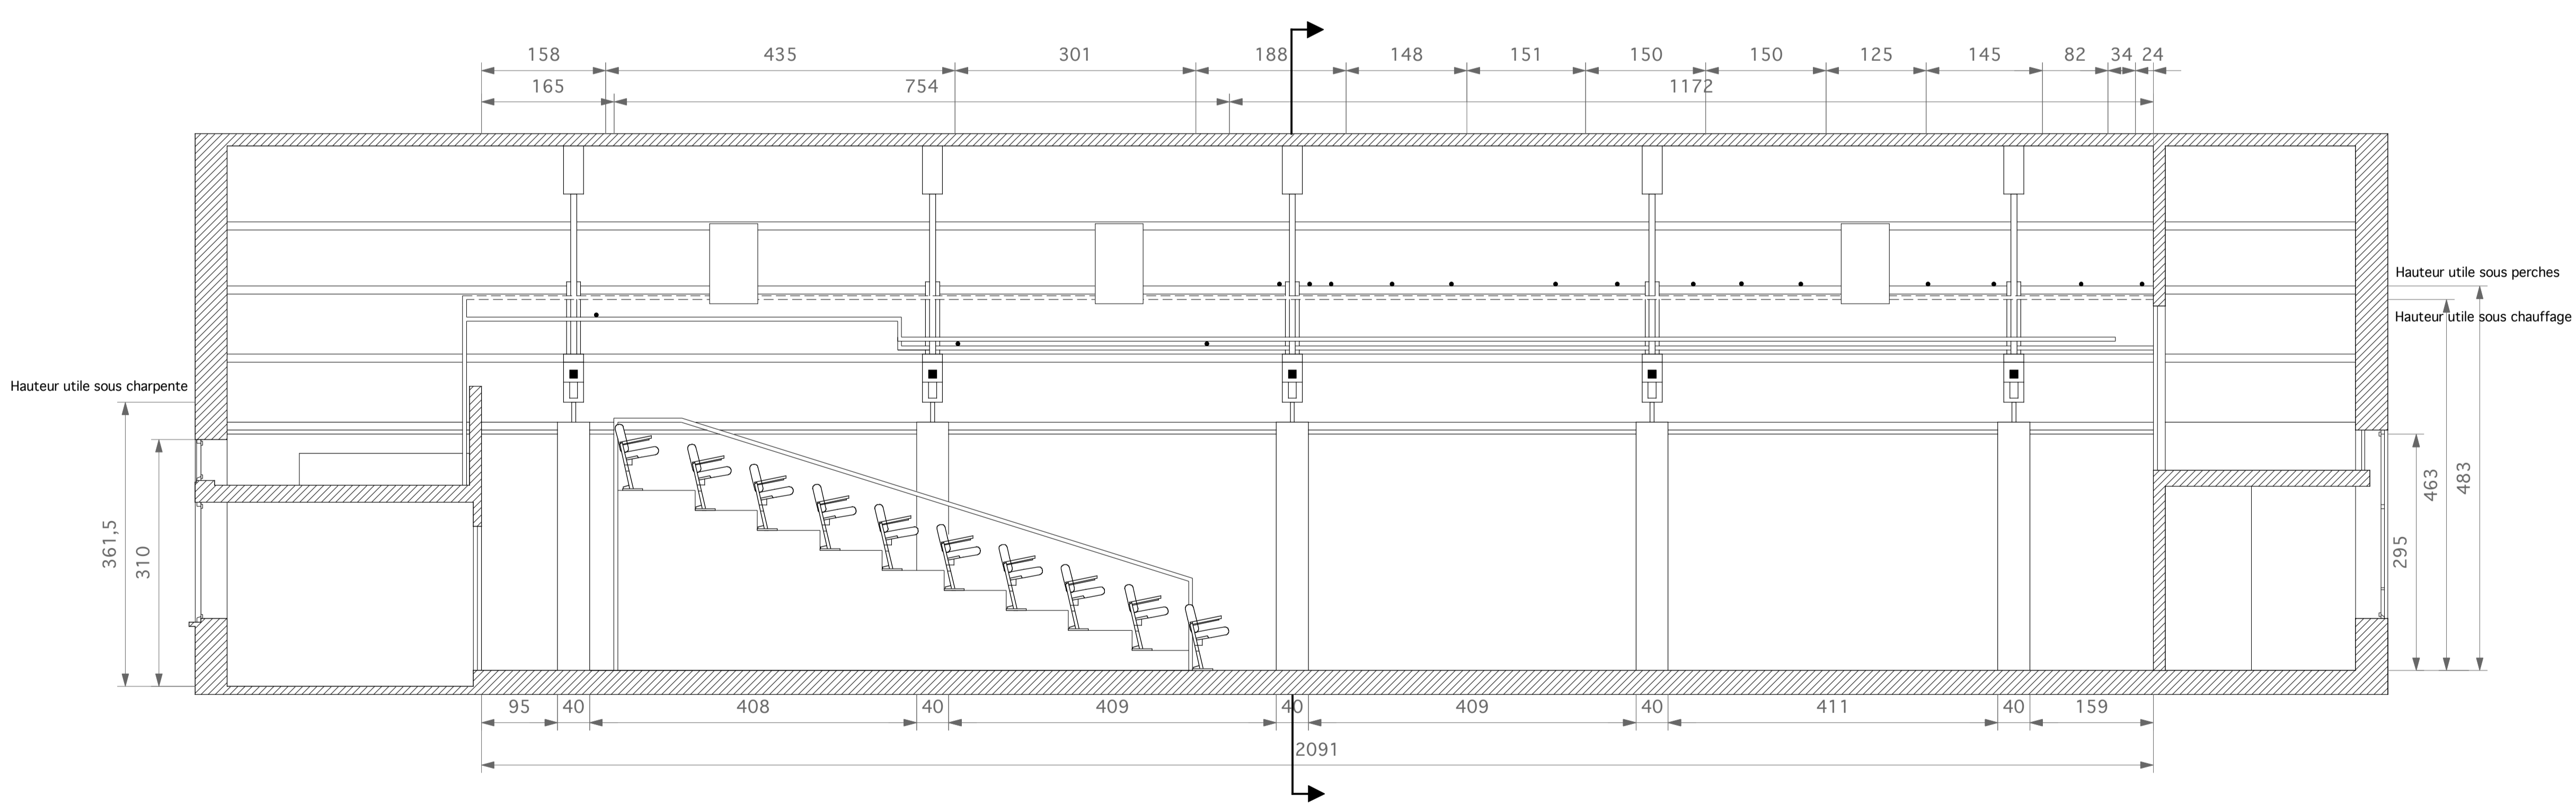 158 435 301 188 148 151 150 150 125 145 82 34 24
165 754 1172
Hauteur utile sous perches
Hauteur utile sous chauffage
Hauteur utile sous charpente
361,5
310
295
463
483
95 40 408 40 409 40 409 40 411 40 159
2091